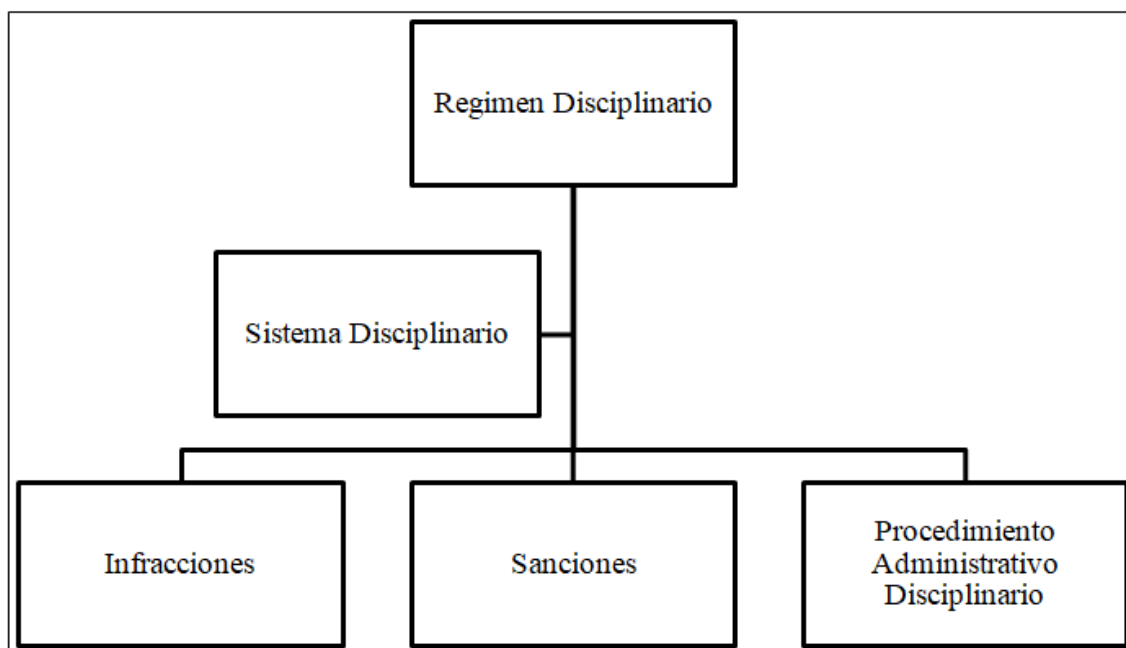 Regimen Disciplinario
Sistema Disciplinario
Infracciones
Sanciones
Procedimiento
Administrativo
Disciplinario